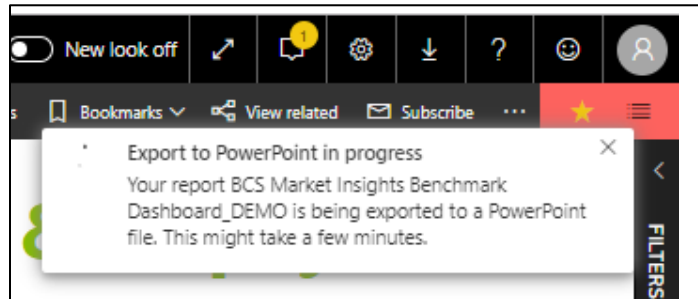 New look off
1
?
s Bookmarks View related Subscribe ...
Export to PowerPoint in progress
Your report BCS Market Insights Benchmark
Dashboard_DEMO is being exported to a PowerPoint
file. This might take a few minutes.
FILTERS